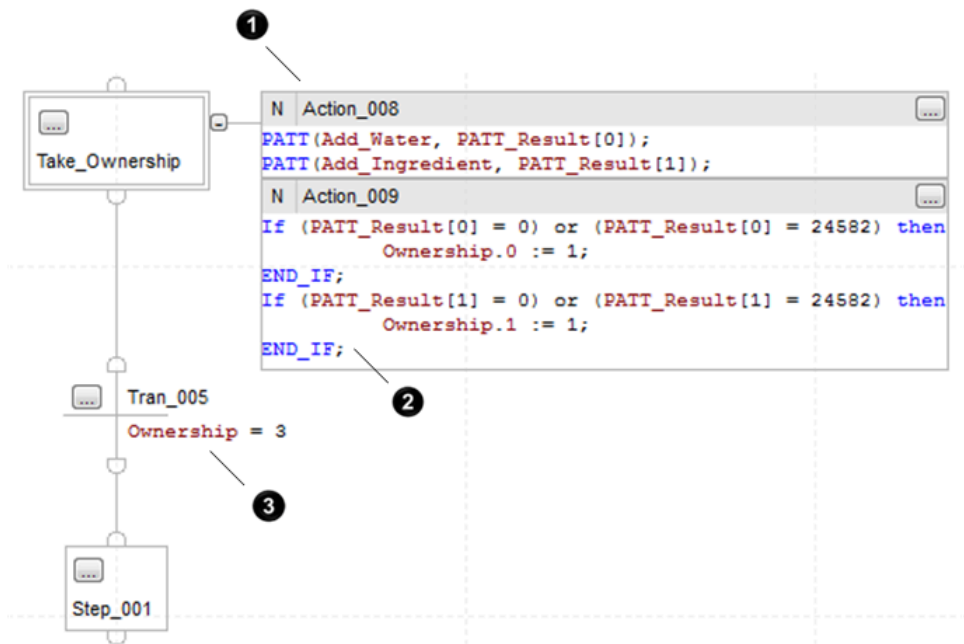 1
N Action_008
...
...
PATT(Add_Water, PATT_Result[0]);
PATT(Add_Ingredient, PATT_Result[1]);
Take_Ownership
N Action_009
...
If (PATT_Result[0] = 0) or (PATT_Result[0] = 24582) then
Ownership.0 := 1;
END_IF;
If (PATT_Result[1] = 0) or (PATT_Result[1] = 24582) then
Ownership.1 := 1;
END_IF;
2
...
Tran_005
Ownership = 3
3
...
Step_001